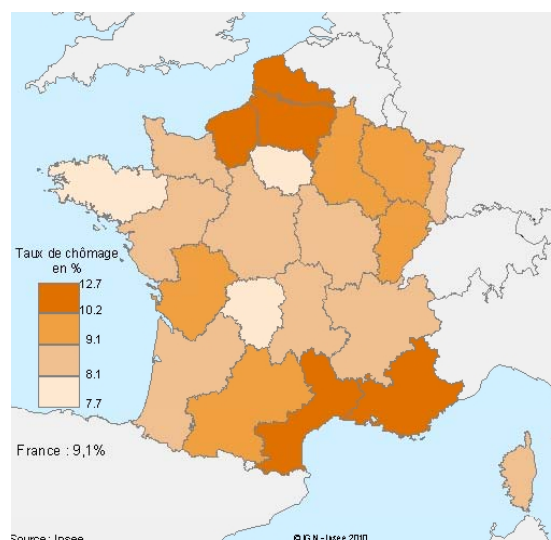 Taux de chômage
en %
12.7
10.2
9.1
8.1
7.7
France : 9,1%
Source: Insee
© IGN - Insee 2010